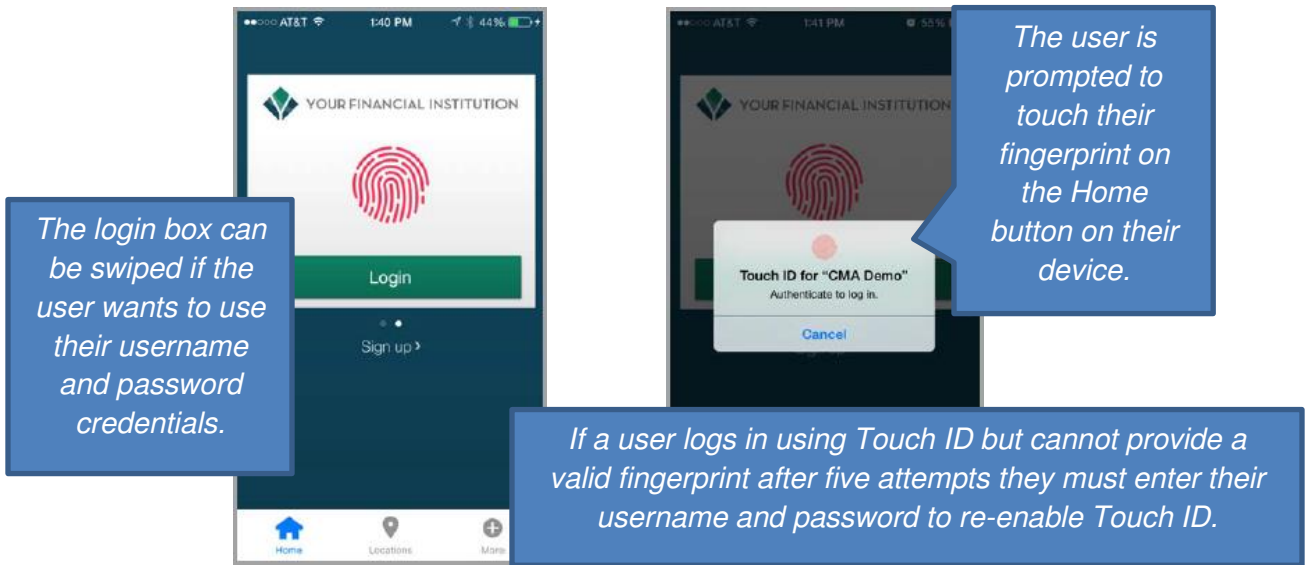 AT&T 1:40 PM 44%
YOUR FINANCIAL INSTITUTION
Login
Sign up ›
Home Locations More
The login box can
be swiped if the
user wants to use
their username
and password
credentials.
AT&T 1:41 PM 55%
YOUR FINANCIAL INSTITUTION
Touch ID for “CMA Demo”
Authenticate to log in.
Cancel
The user is
prompted to
touch their
fingerprint on
the Home
button on their
device.
If a user logs in using Touch ID but cannot provide a
valid fingerprint after five attempts they must enter their
username and password to re-enable Touch ID.